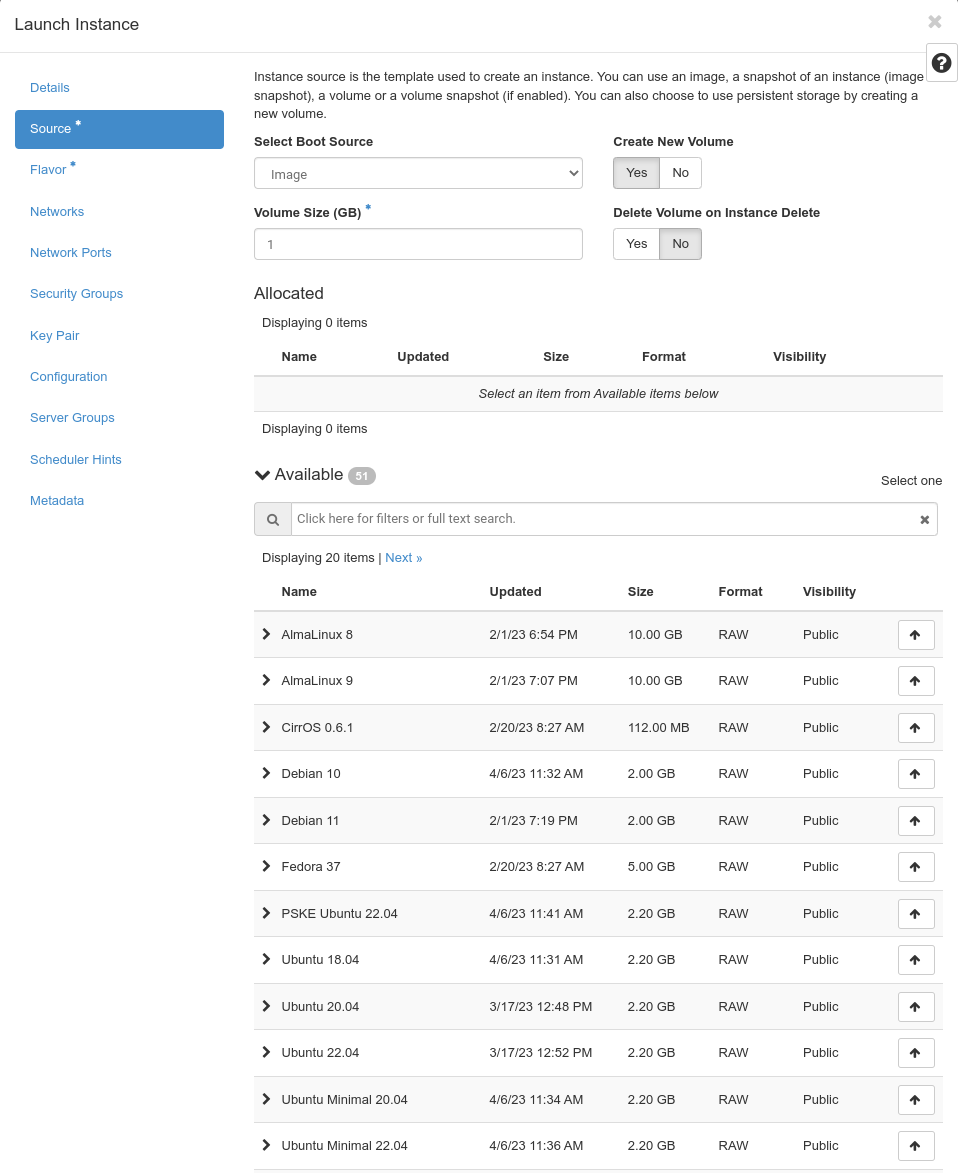 Launch Instance
Details
Source *
Flavor *
Networks
Network Ports
Security Groups
Key Pair
Configuration
Server Groups
Scheduler Hints
Metadata
Instance source is the template used to create an instance. You can use an image, a snapshot of an instance (image
snapshot), a volume or a volume snapshot (if enabled). You can also choose to use persistent storage by creating a
new volume.
Select Boot Source Create New Volume
Image Yes No
Volume Size (GB) * Delete Volume on Instance Delete
1 Yes No
Allocated
Displaying 0 items
Name Updated Size Format Visibility
Select an item from Available items below
Displaying 0 items
Available 51 Select one
Click here for filters or full text search.
Displaying 20 items | Next »
Name Updated Size Format Visibility
AlmaLinux 8 2/1/23 6:54 PM 10.00 GB RAW Public
AlmaLinux 9 2/1/23 7:07 PM 10.00 GB RAW Public
CirrOS 0.6.1 2/20/23 8:27 AM 112.00 MB RAW Public
Debian 10 4/6/23 11:32 AM 2.00 GB RAW Public
Debian 11 2/1/23 7:19 PM 2.00 GB RAW Public
Fedora 37 2/20/23 8:27 AM 5.00 GB RAW Public
PSKE Ubuntu 22.04 4/6/23 11:41 AM 2.20 GB RAW Public
Ubuntu 18.04 4/6/23 11:31 AM 2.20 GB RAW Public
Ubuntu 20.04 3/17/23 12:48 PM 2.20 GB RAW Public
Ubuntu 22.04 3/17/23 12:52 PM 2.20 GB RAW Public
Ubuntu Minimal 20.04 4/6/23 11:34 AM 2.20 GB RAW Public
Ubuntu Minimal 22.04 4/6/23 11:36 AM 2.20 GB RAW Public